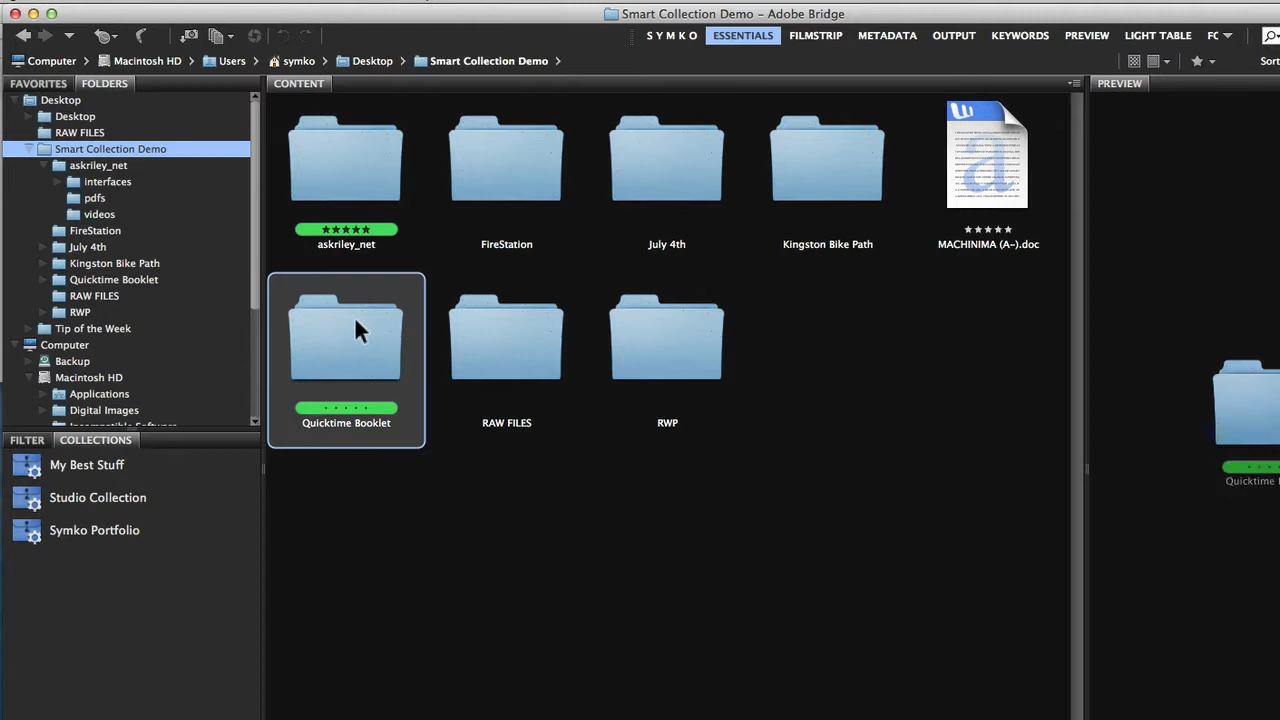 Smart Collection Demo – Adobe Bridge
S Y M K O ESSENTIALS FILMSTRIP METADATA OUTPUT KEYWORDS PREVIEW LIGHT TABLE FC
Computer > Macintosh HD > Users > symko > Desktop > Smart Collection Demo >
Sort
FAVORITES FOLDERS
Desktop
Desktop
RAW FILES
Smart Collection Demo
askriley_net
interfaces
pdfs
videos
FireStation
July 4th
Kingston Bike Path
Quicktime Booklet
RAW FILES
RWP
Tip of the Week
Computer
Backup
Macintosh HD
Applications
Digital Images
FILTER COLLECTIONS
My Best Stuff
Studio Collection
Symko Portfolio
CONTENT
askriley_net
FireStation
July 4th
Kingston Bike Path
MACHINIMA (A-).doc
Quicktime Booklet
RAW FILES
RWP
PREVIEW
Quicktime